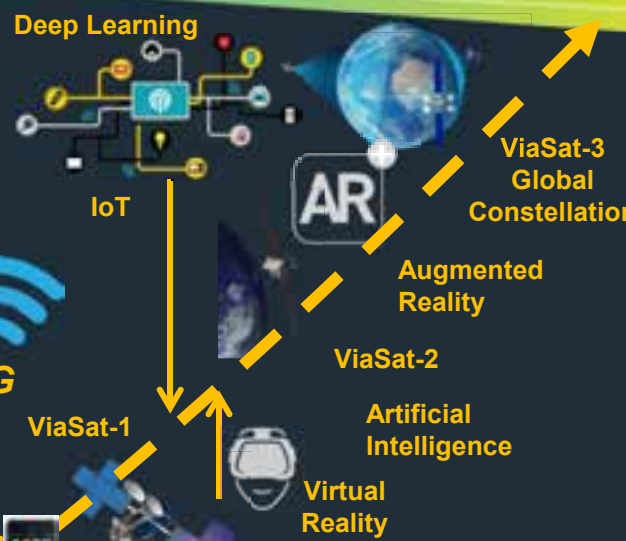 Deep Learning
IoT
AR
ViaSat-3
Global
Constellation
Augmented
Reality
ViaSat-2
G
ViaSat-1
Artificial
Intelligence
Virtual
Reality